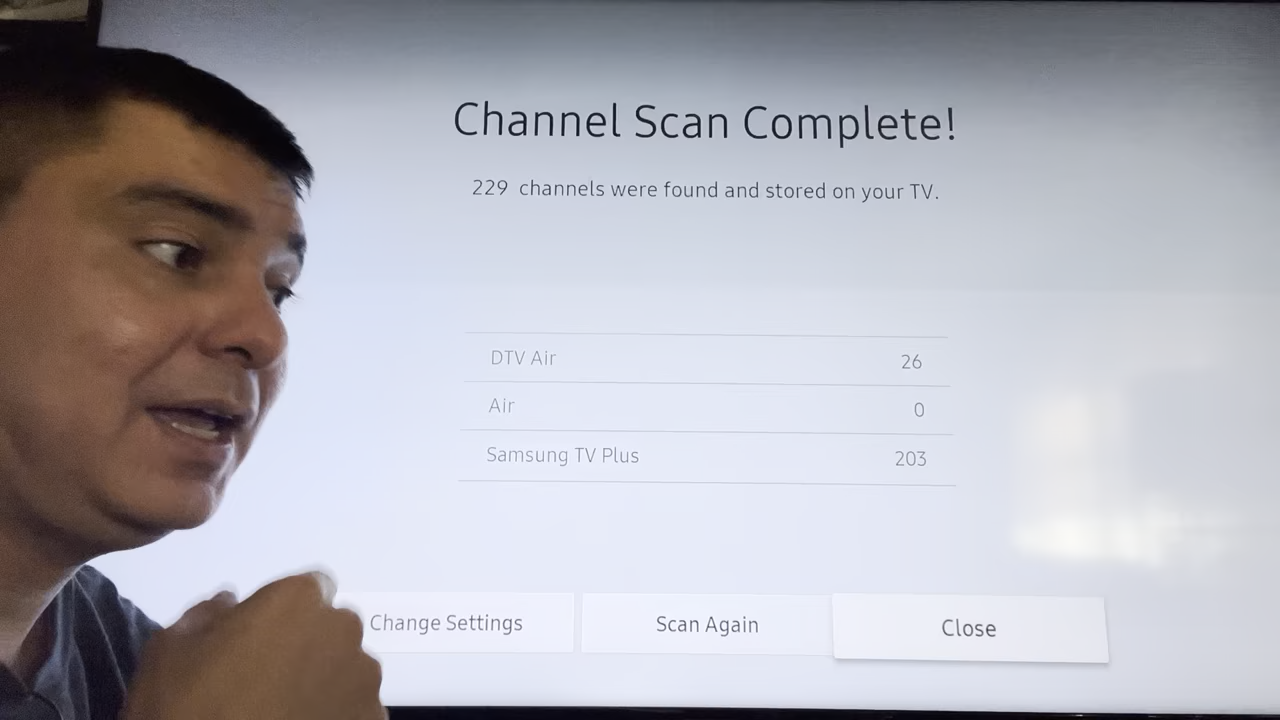 Channel Scan Complete!
229 channels were found and stored on your TV.
DTV Air 26
Air 0
Samsung TV Plus 203
Change Settings Scan Again Close